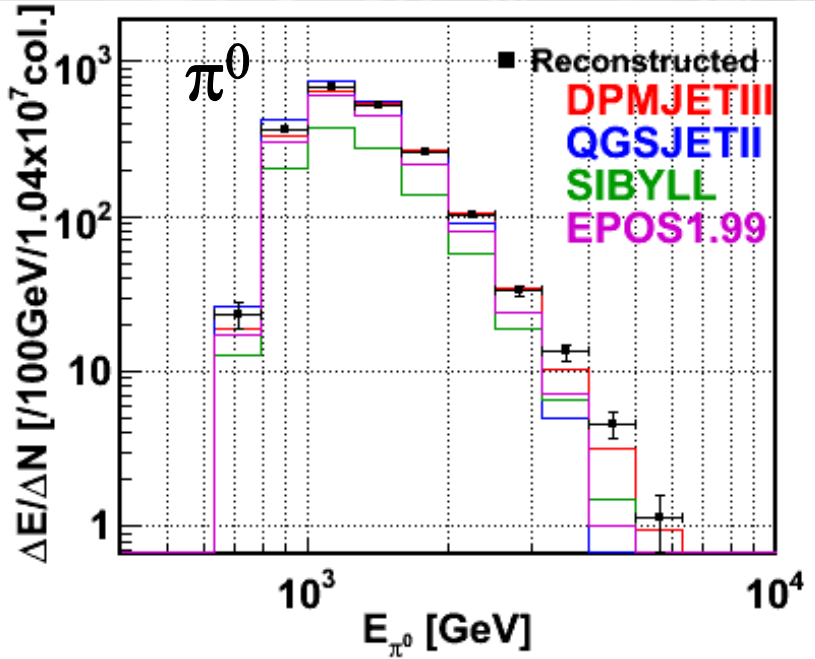 π⁰
■ Reconstructed
DPMJETIII
QGSJETII
SIBYLL
EPOS1.99
ΔE/ΔN [/100GeV/1.04x10⁷col.]
10³
10²
10
1
10³
10⁴
E_π⁰ [GeV]